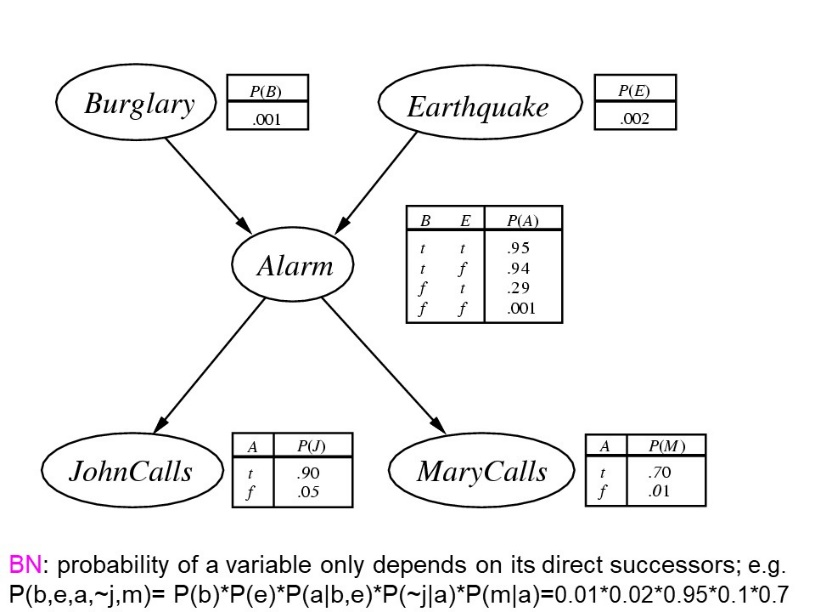 Burglary
P(B)
.001
Earthquake
P(E)
.002
Alarm
B E P(A)
t t .95
t f .94
f t .29
f f .001
JohnCalls
A P(J)
t .90
f .05
MaryCalls
A P(M)
t .70
f .01
BN: probability of a variable only depends on its direct successors; e.g.
P(b,e,a,~j,m)= P(b)*P(e)*P(a|b,e)*P(~j|a)*P(m|a)=0.01*0.02*0.95*0.1*0.7